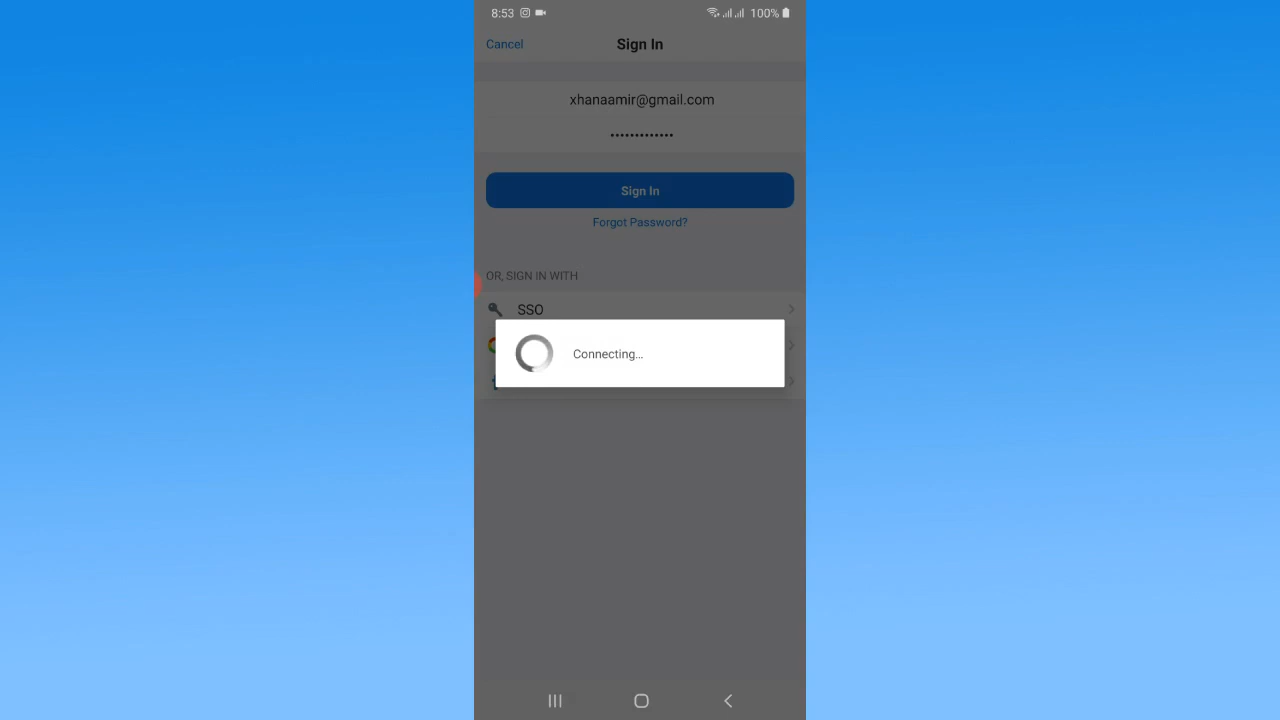 8:53 100%
Cancel Sign In
xhanaamir@gmail.com
•••••••••••••
Sign In
Forgot Password?
OR, SIGN IN WITH
SSO
Connecting...